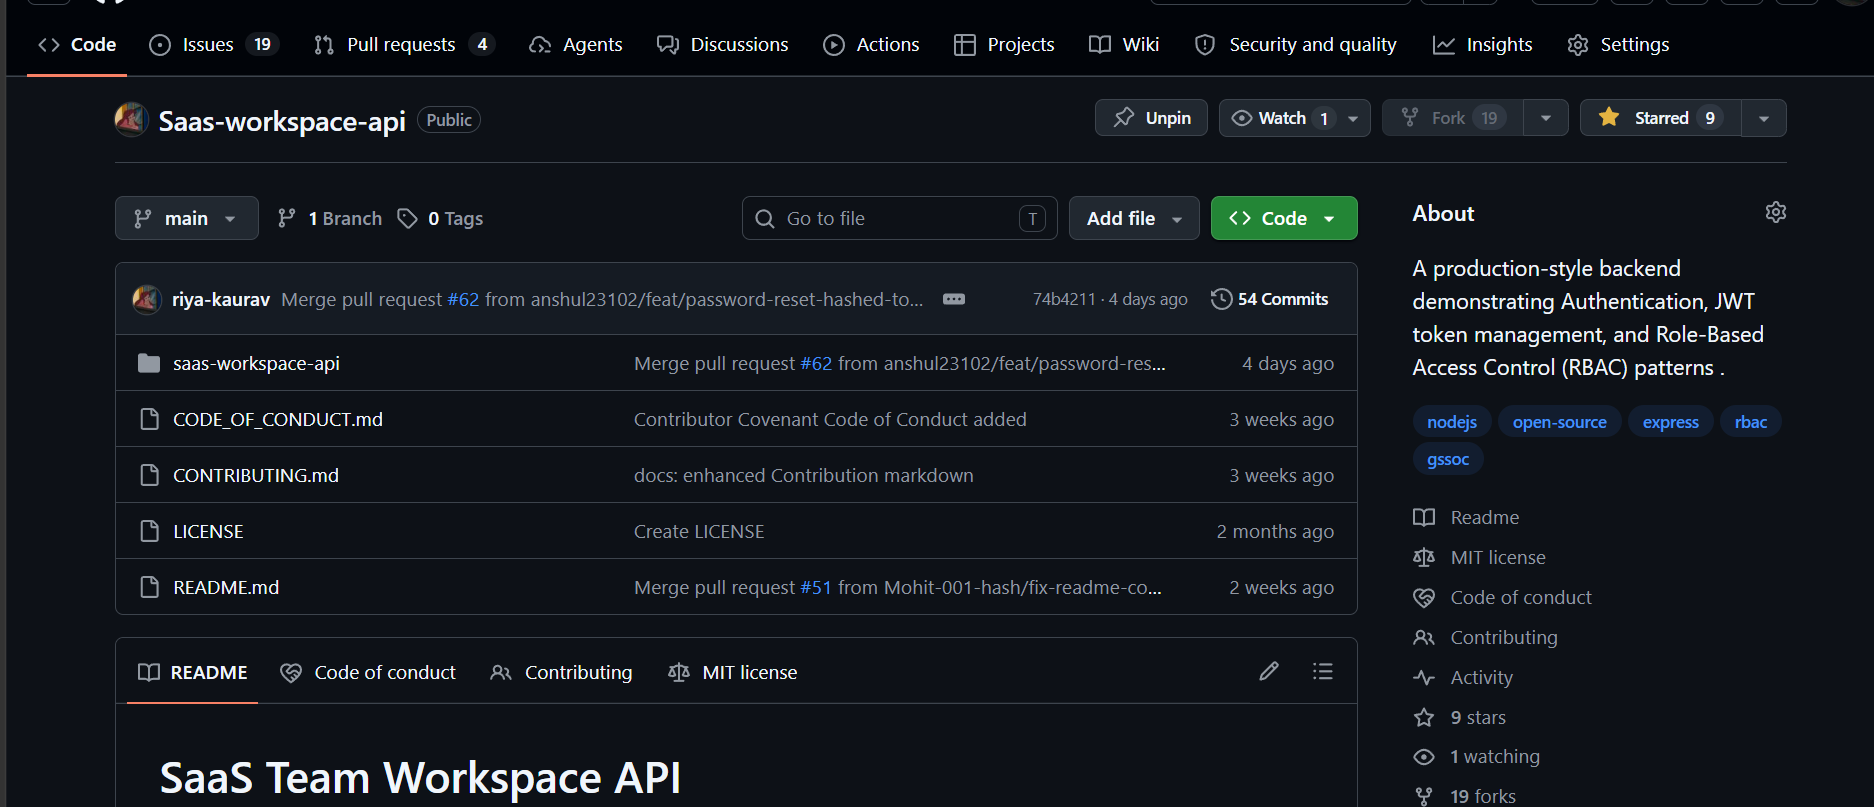 Code Issues 19 Pull requests 4 Agents Discussions Actions Projects Wiki Security and quality Insights Settings
Saas-workspace-api Public Unpin Watch 1 Fork 19 Starred 9
main 1 Branch 0 Tags Go to file T Add file Code
riya-kaurav Merge pull request #62 from anshul23102/feat/password-reset-hashed-to... 74b4211 · 4 days ago 54 Commits
saas-workspace-api Merge pull request #62 from anshul23102/feat/password-res... 4 days ago
CODE_OF_CONDUCT.md Contributor Covenant Code of Conduct added 3 weeks ago
CONTRIBUTING.md docs: enhanced Contribution markdown 3 weeks ago
LICENSE Create LICENSE 2 months ago
README.md Merge pull request #51 from Mohit-001-hash/fix-readme-co... 2 weeks ago
README Code of conduct Contributing MIT license
SaaS Team Workspace API
About
A production-style backend
demonstrating Authentication, JWT
token management, and Role-Based
Access Control (RBAC) patterns .
nodejs open-source express rbac
gssoc
Readme
MIT license
Code of conduct
Contributing
Activity
9 stars
1 watching
19 forks